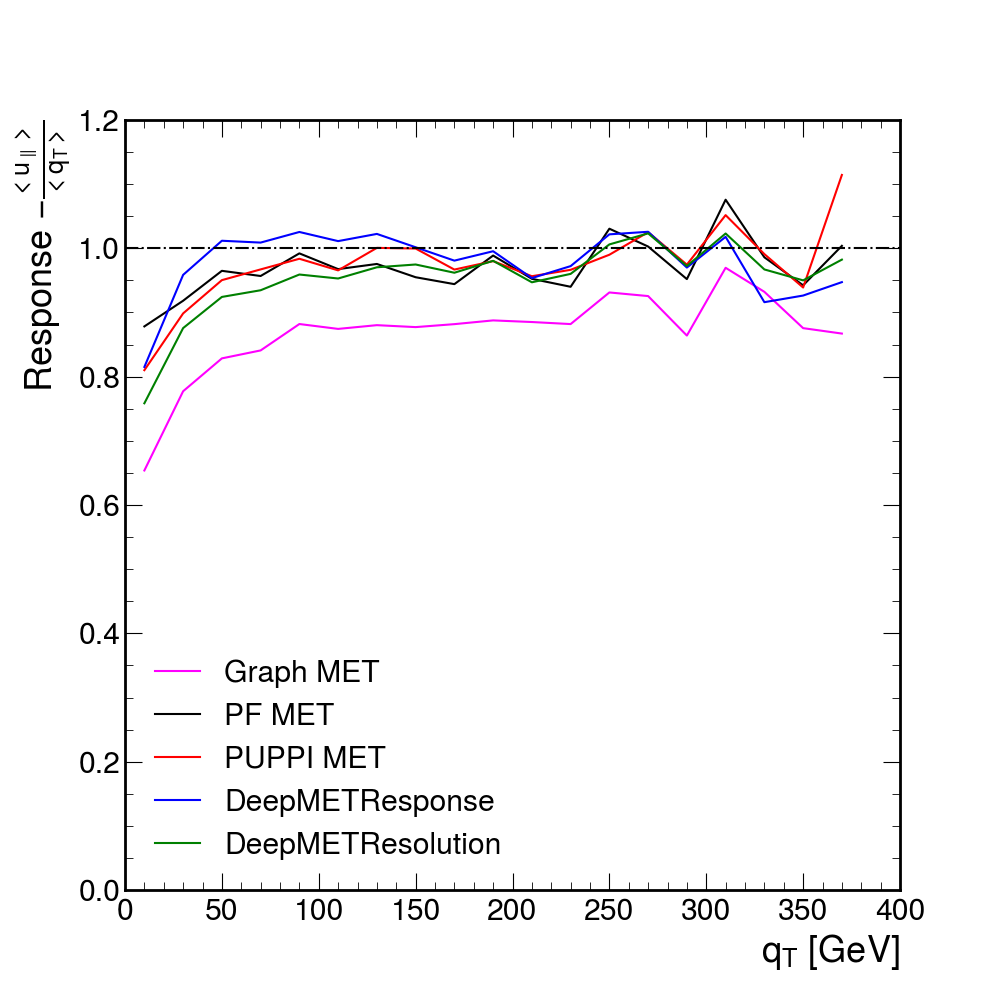 Response −<u∥>/<qT>
1.2
1.0
0.8
0.6
0.4
0.2
0.0
Graph MET
PF MET
PUPPI MET
DeepMETResponse
DeepMETResolution
0 50 100 150 200 250 300 350 400
qT [GeV]